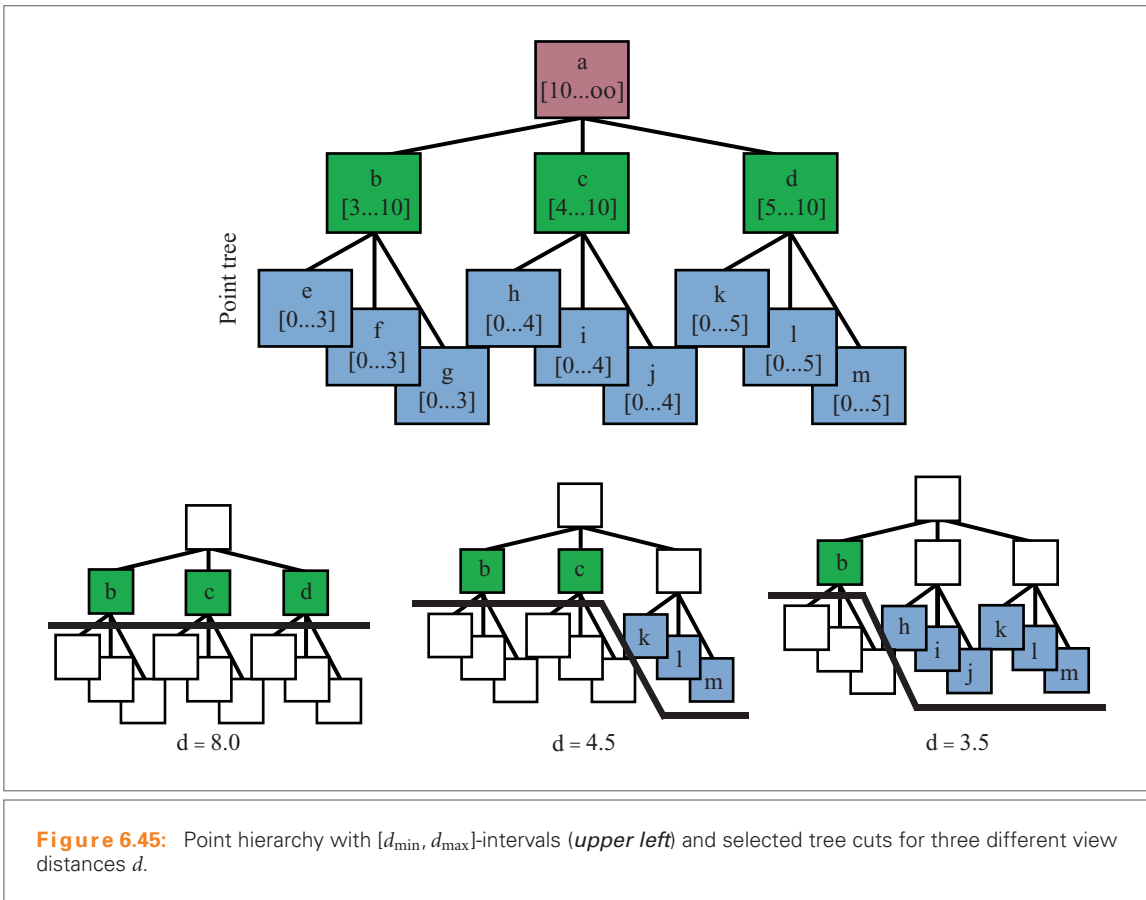 a
[10...oo]
b
[3...10]
c
[4...10]
d
[5...10]
Point tree
e
[0...3]
f
[0...3]
g
[0...3]
h
[0...4]
i
[0...4]
j
[0...4]
k
[0...5]
l
[0...5]
m
[0...5]
b
c
d
d = 8.0
b
c
k
l
m
d = 4.5
b
h
i
j
k
l
m
d = 3.5
Figure 6.45: Point hierarchy with [dmin, dmax]-intervals (upper left) and selected tree cuts for three different view
distances d.